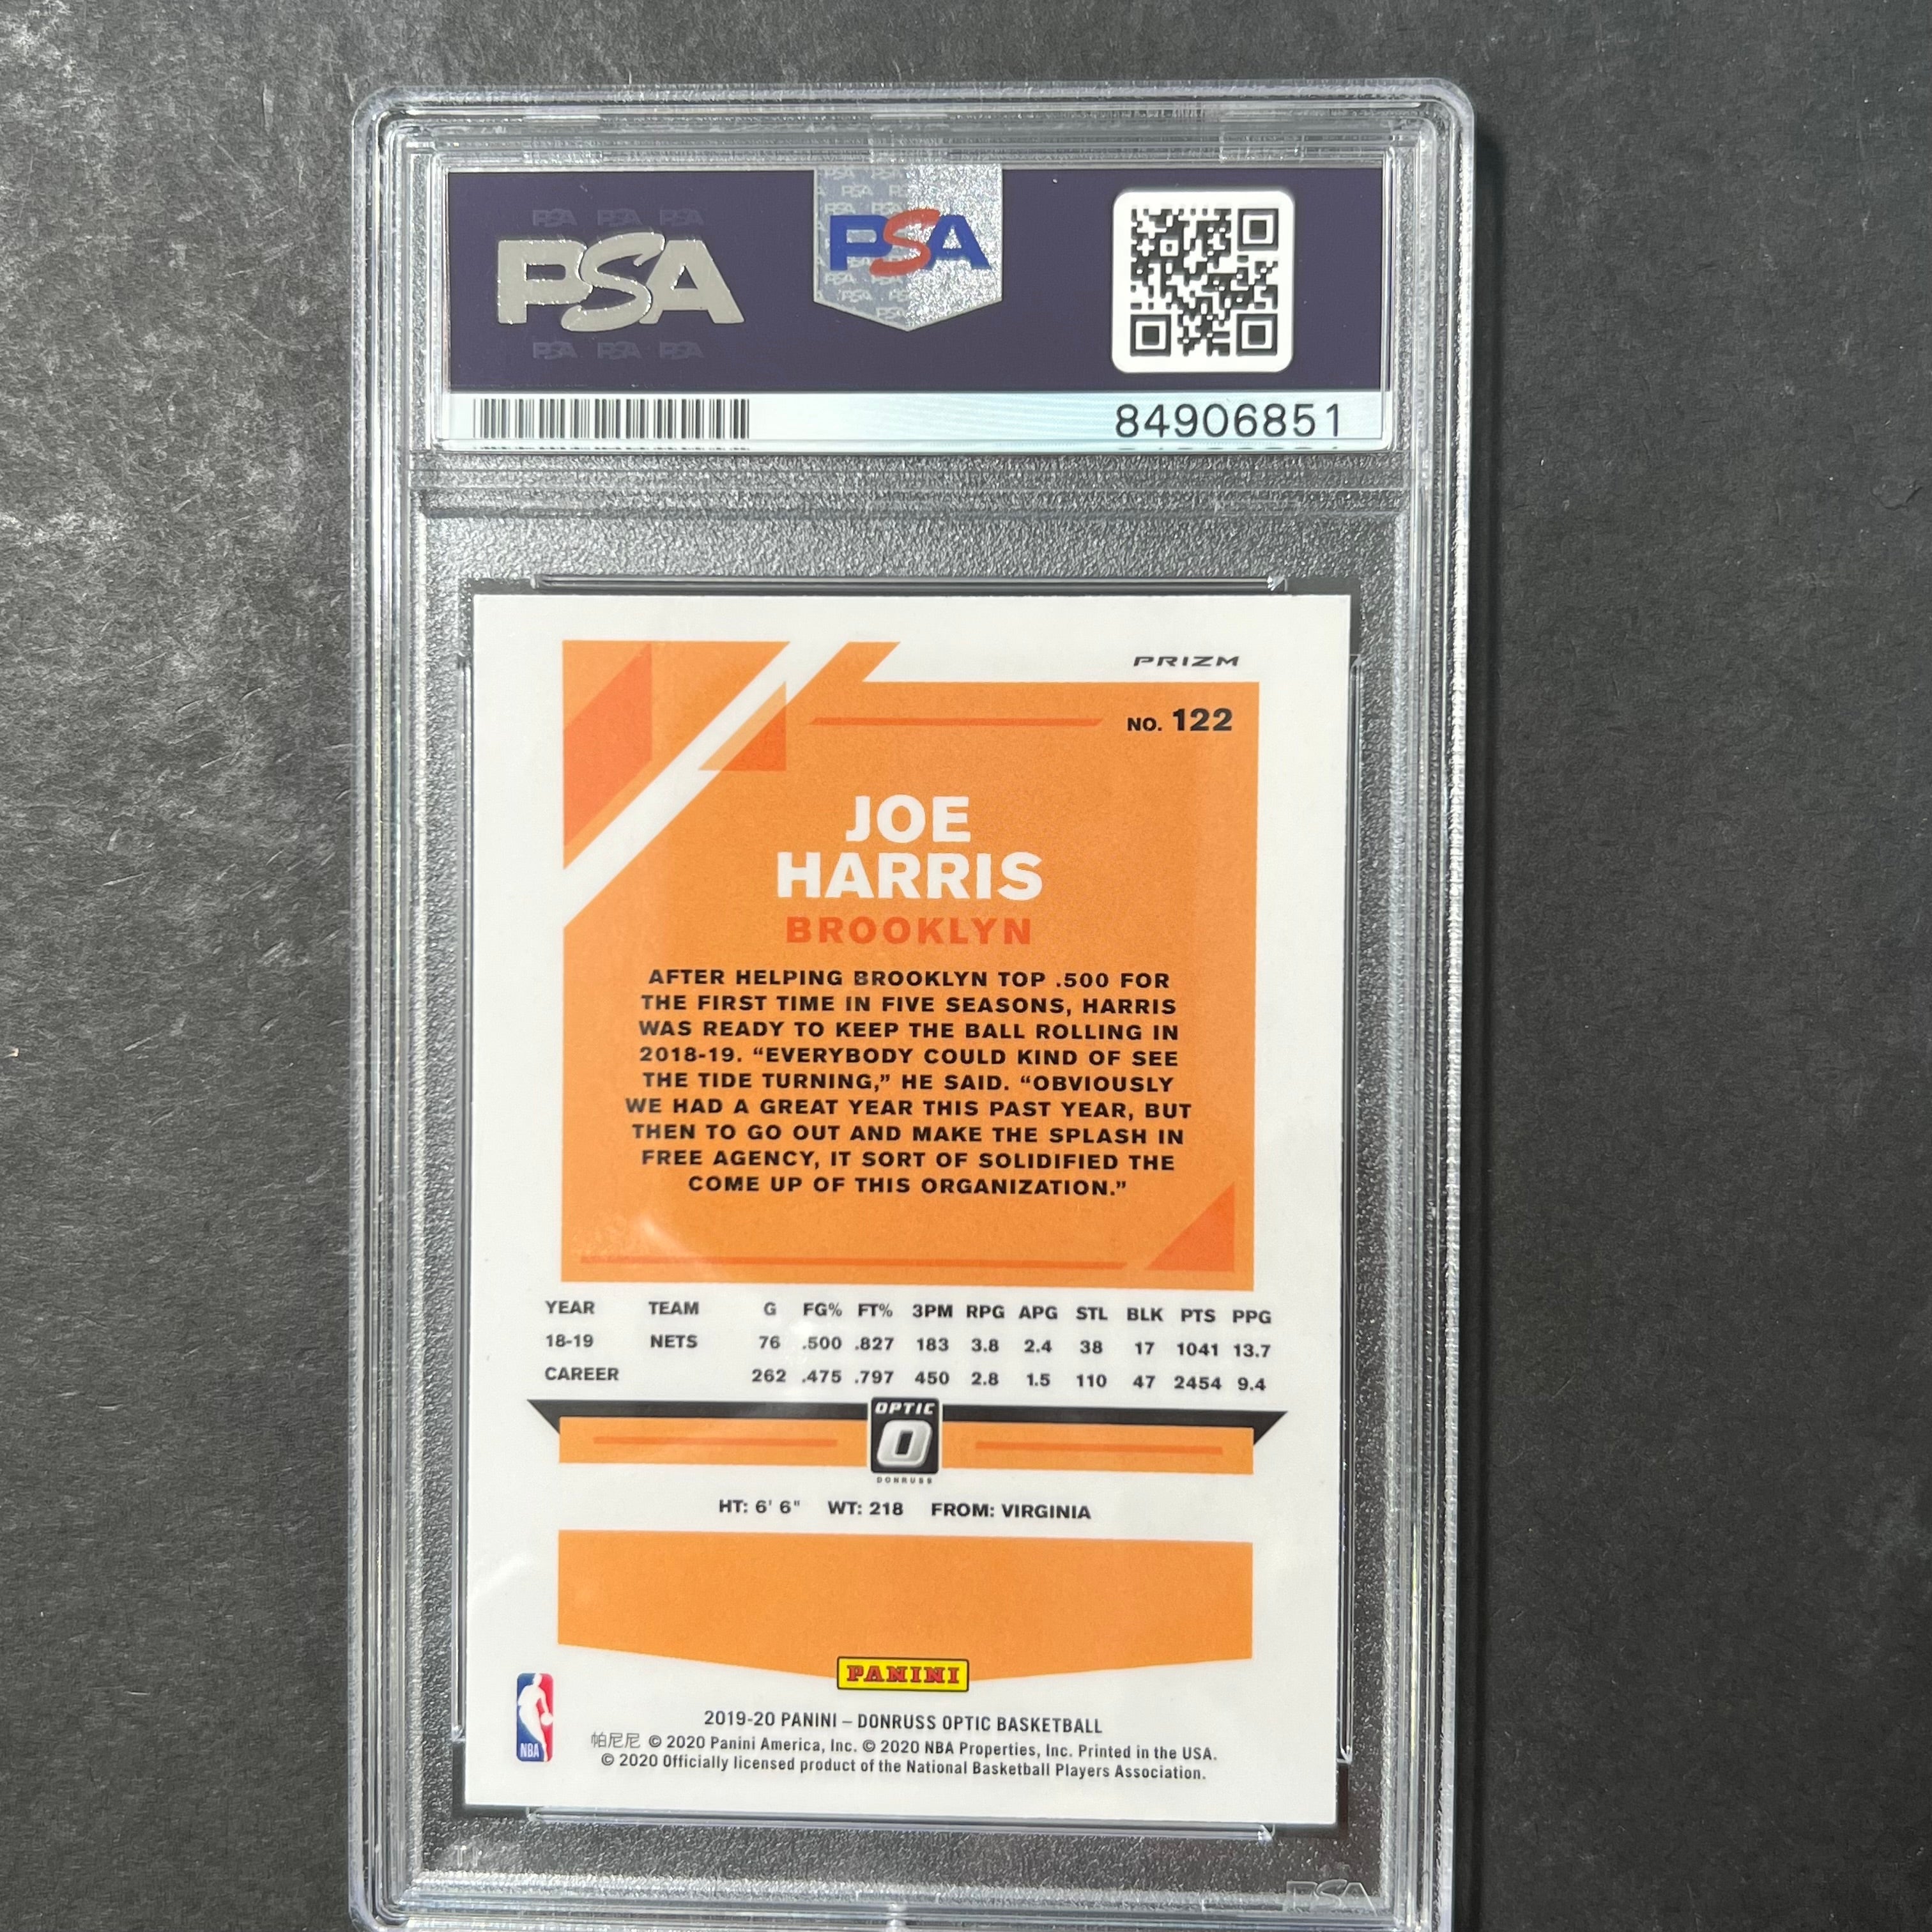 PSA PSA PSA
PSA
PSA PSA PSA
PSA
84906851
PRIZM
NO. 122
JOE
HARRIS
BROOKLYN
AFTER HELPING BROOKLYN TOP .500 FOR
THE FIRST TIME IN FIVE SEASONS, HARRIS
WAS READY TO KEEP THE BALL ROLLING IN
2018-19. “EVERYBODY COULD KIND OF SEE
THE TIDE TURNING,” HE SAID. “OBVIOUSLY
WE HAD A GREAT YEAR THIS PAST YEAR, BUT
THEN TO GO OUT AND MAKE THE SPLASH IN
FREE AGENCY, IT SORT OF SOLIDIFIED THE
COME UP OF THIS ORGANIZATION.”
YEAR TEAM G FG% FT% 3PM RPG APG STL BLK PTS PPG
18-19 NETS 76 .500 .827 183 3.8 2.4 38 17 1041 13.7
CAREER 262 .475 .797 450 2.8 1.5 110 47 2454 9.4
OPTIC
O
DONRUSS
HT: 6' 6" WT: 218 FROM: VIRGINIA
PANINI
NBA
2019-20 PANINI – DONRUSS OPTIC BASKETBALL
帕尼尼 © 2020 Panini America, Inc. © 2020 NBA Properties, Inc. Printed in the USA.
© 2020 Officially licensed product of the National Basketball Players Association.
PSA